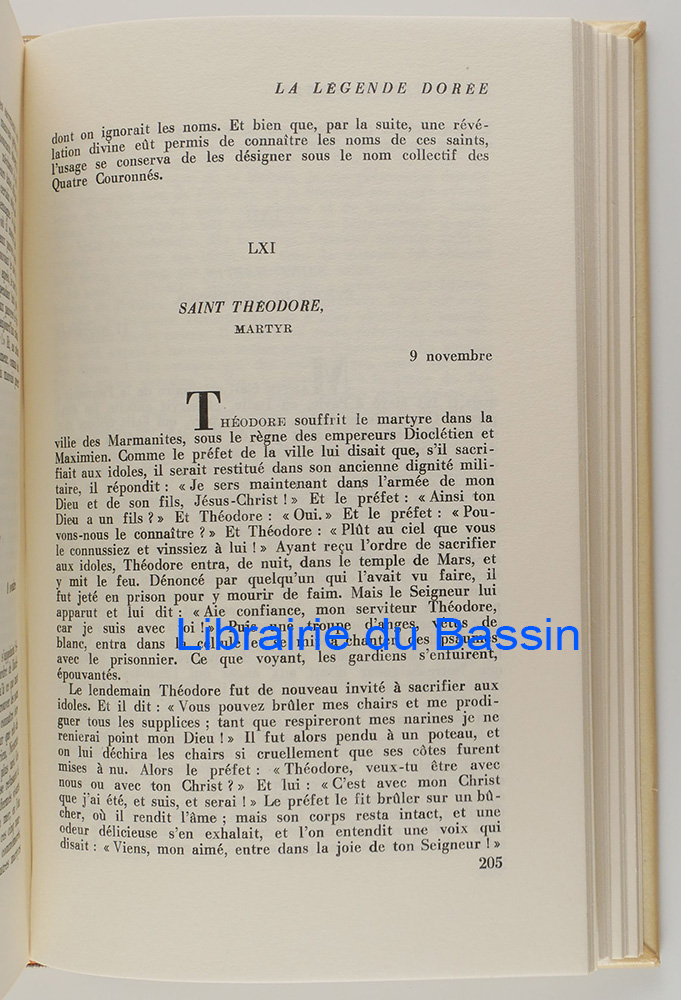 LA LÉGENDE DORÉE
dont on ignorait les noms. Et bien que, par la suite, une révé-
lation divine eût permis de connaître les noms de ces saints,
l'usage se conserva de les désigner sous le nom collectif des
Quatre Couronnés.
LXI
SAINT THÉODORE,
MARTYR
9 novembre
THÉODORE souffrit le martyre dans la
ville des Marmanites, sous le règne des empereurs Dioclétien et
Maximien. Comme le préfet de la ville lui disait que, s'il sacri-
fiait aux idoles, il serait restitué dans son ancienne dignité mili-
taire, il répondit : « Je sers maintenant dans l'armée de mon
Dieu et de son fils, Jésus-Christ ! » Et le préfet : « Ainsi ton
Dieu a un fils ? » Et Théodore : « Oui. » Et le préfet : « Pou-
vons-nous le connaître ? » Et Théodore : « Plût au ciel que vous
le connussiez et vinssiez à lui ! » Ayant reçu l'ordre de sacrifier
aux idoles, Théodore entra, de nuit, dans le temple de Mars, et
y mit le feu. Dénoncé par quelqu'un qui l'avait vu faire, il
fut jeté en prison pour y mourir de faim. Mais le Seigneur lui
apparut et lui dit : « Aie confiance, mon serviteur Théodore,
car je suis avec toi ! » Puis une troupe d'anges, vêtus de
blanc, entra dans la cellule et se mit à chanter des psaumes
avec le prisonnier. Ce que voyant, les gardiens s'enfuirent,
épouvantés.
Le lendemain Théodore fut de nouveau invité à sacrifier aux
idoles. Et il dit : « Vous pouvez brûler mes chairs et me prodi-
guer tous les supplices ; tant que respireront mes narines je ne
renierai point mon Dieu ! » Il fut alors pendu à un poteau, et
on lui déchira les chairs si cruellement que ses côtes furent
mises à nu. Alors le préfet : « Théodore, veux-tu être avec
nous ou avec ton Christ ? » Et lui : « C'est avec mon Christ
que j'ai été, et suis, et serai ! » Le préfet le fit brûler sur un bû-
cher, où il rendit l'âme ; mais son corps resta intact, et une
odeur délicieuse s'en exhalait, et l'on entendit une voix qui
disait : « Viens, mon aimé, entre dans la joie de ton Seigneur ! »
205
Librairie du Bassin